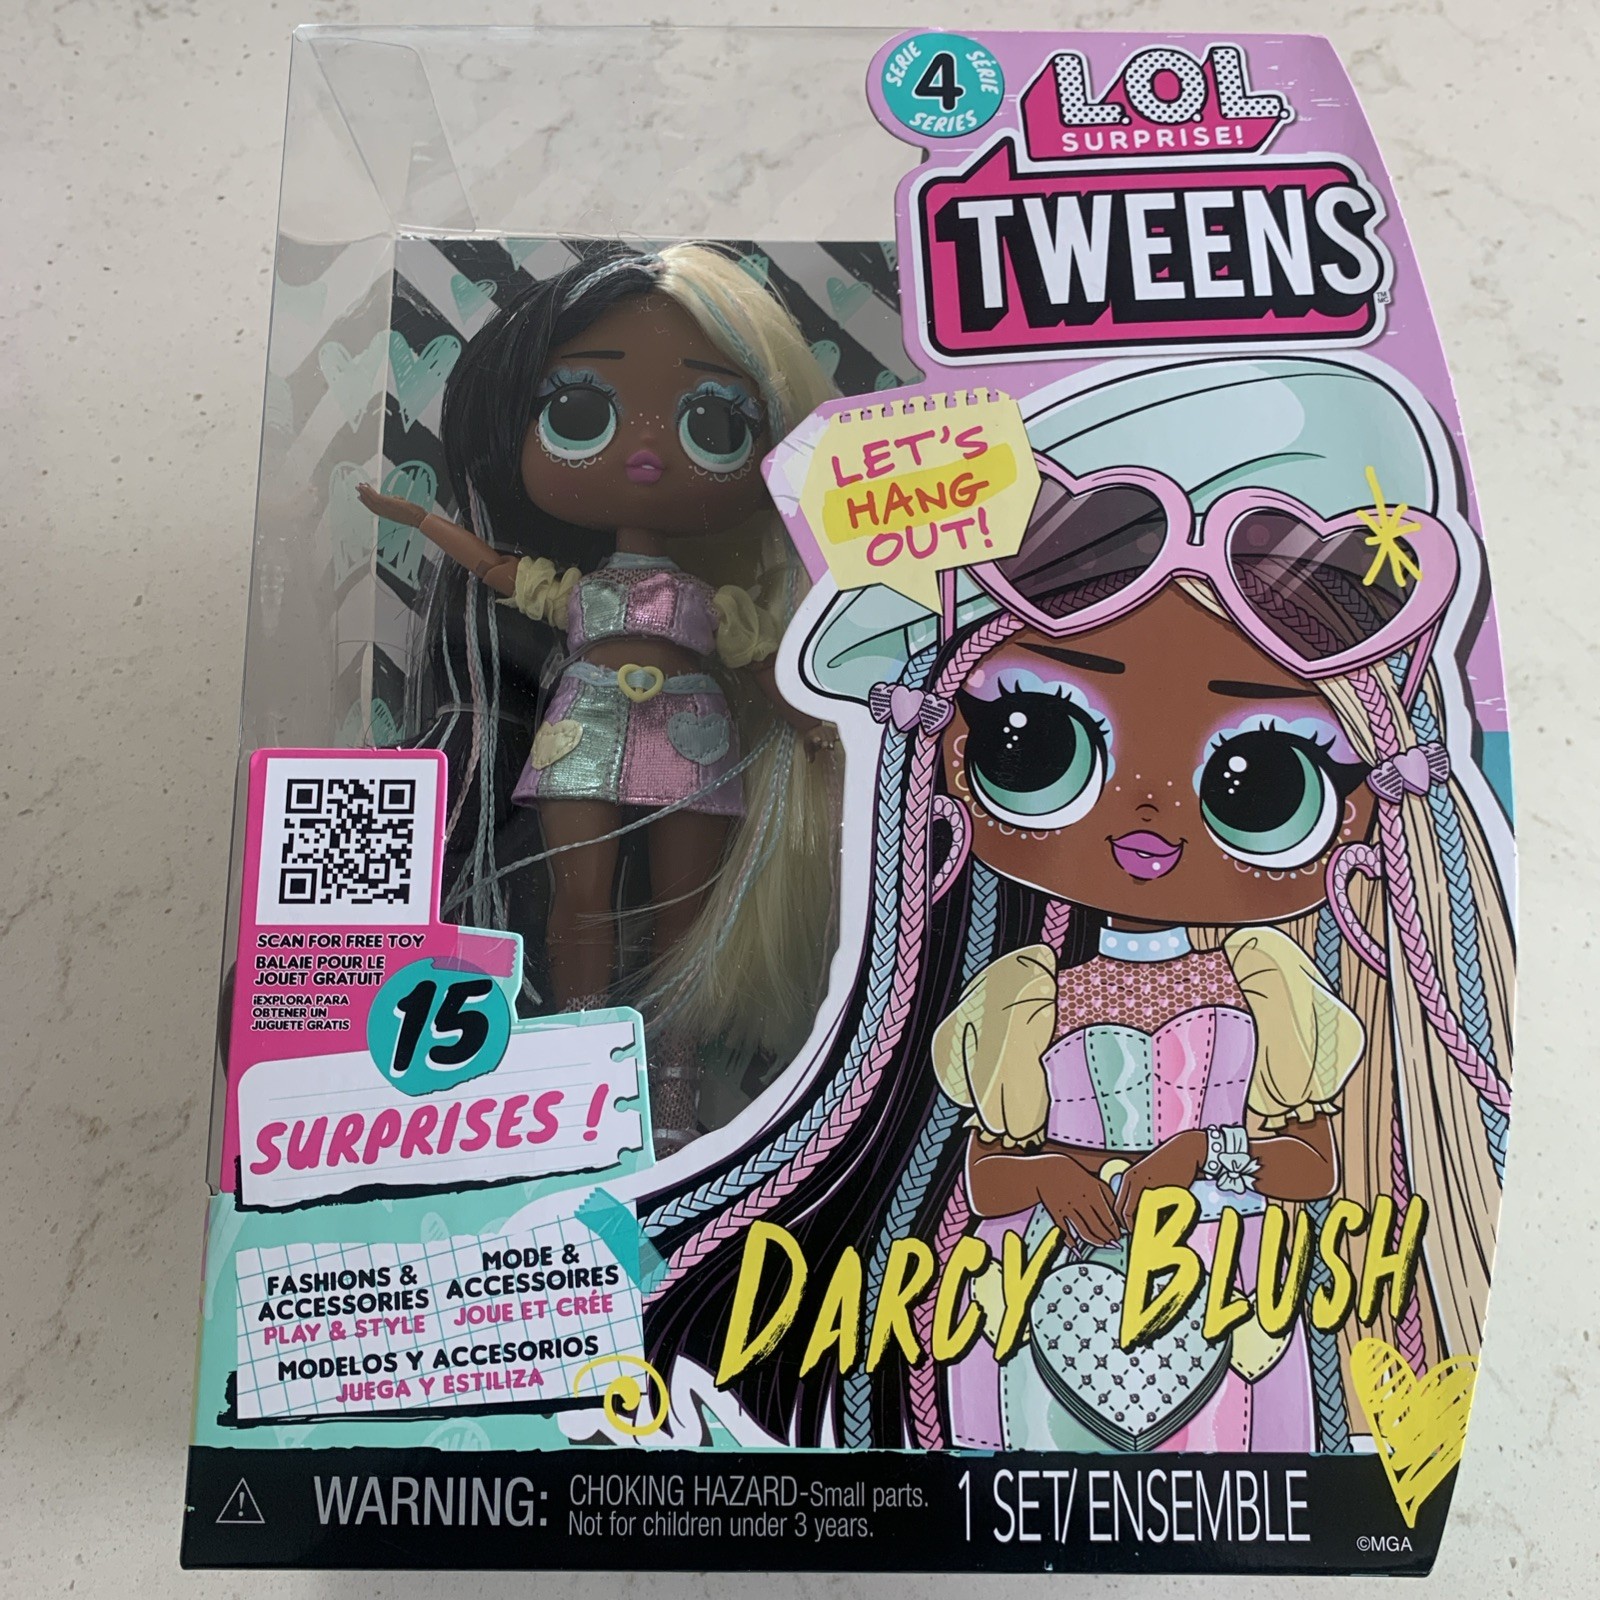 SERIE
SÉRIE
4
SERIES
L.O.L.
SURPRISE!
TWEENS
LET'S
HANG
OUT!
SCAN FOR FREE TOY
BALAIE POUR LE
JOUET GRATUIT
¡EXPLORA PARA
OBTENER UN
JUGUETE GRATIS
15
SURPRISES!
FASHIONS &
ACCESSORIES
PLAY & STYLE
MODE &
ACCESSOIRES
JOUE ET CRÉE
MODELOS Y ACCESORIOS
JUEGA Y ESTILIZA
DARCY BLUSH
WARNING:
CHOKING HAZARD-Small parts.
Not for children under 3 years.
1 SET/ENSEMBLE
©MGA